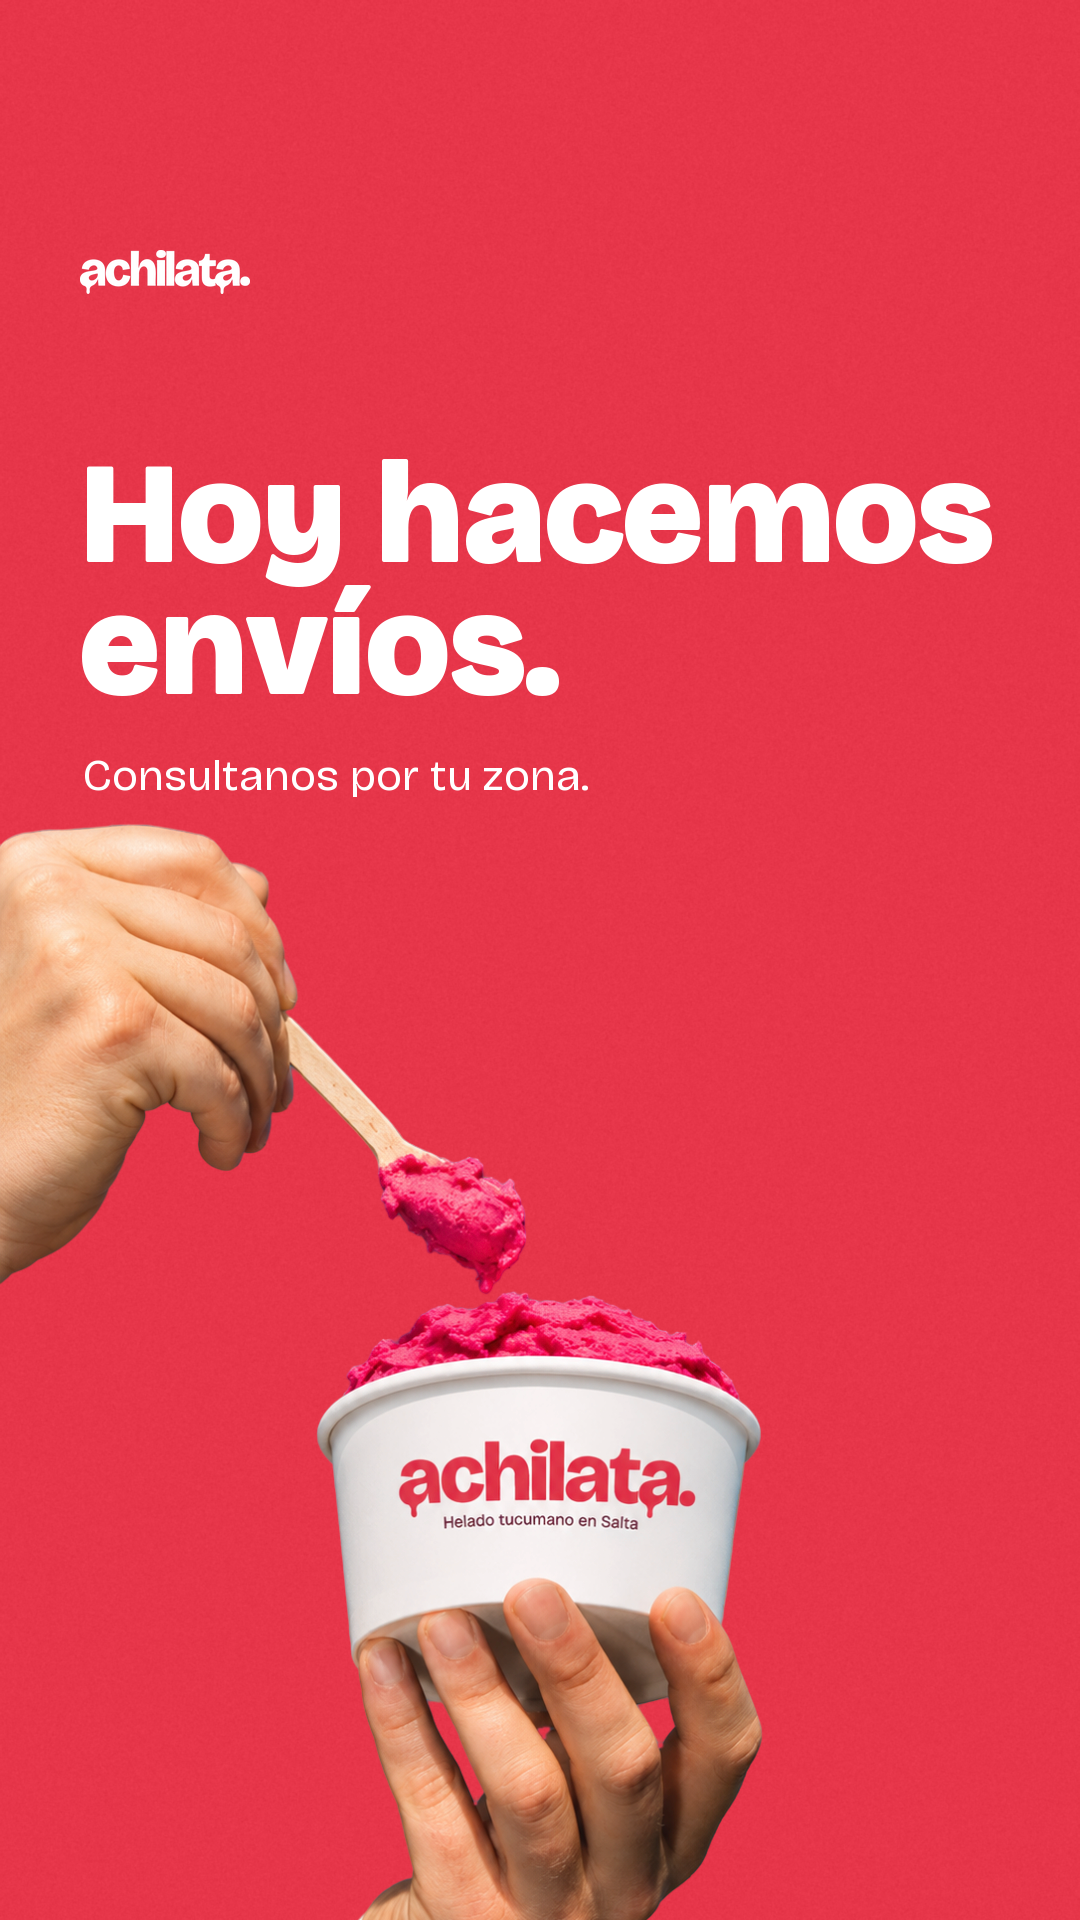 achilata.
Hoy hacemos
envíos.
Consultanos por tu zona.
achilata.
Helado tucumano en Salta